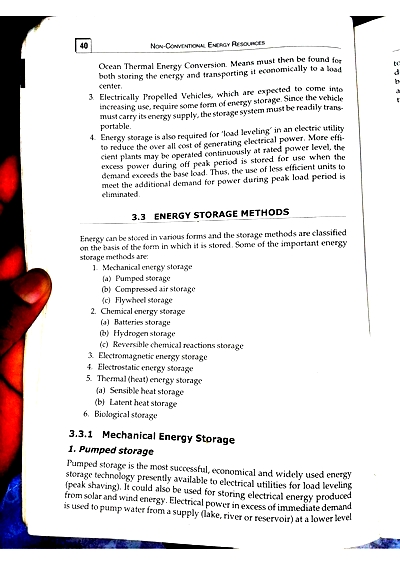 40
NON-CONVENTIONAL ENERGY RESOURCES
Ocean Thermal Energy Conversion. Means must then be found for
both storing the energy and transporting it economically to a load
center.
3. Electrically Propelled Vehicles, which are expected to come into
increasing use, require some form of energy storage. Since the vehicle
must carry its energy supply, the storage system must be readily trans-
portable.
4. Energy storage is also required for 'load leveling' in an electric utility
to reduce the over all cost of generating electrical power. More effi-
cient plants may be operated continuously at rated power level, the
excess power during off peak period is stored for use when the
demand exceeds the base load. Thus, the use of less efficient units to
meet the additional demand for power during peak load period is
eliminated.
3.3 ENERGY STORAGE METHODS
Energy can be stored in various forms and the storage methods are classified
on the basis of the form in which it is stored. Some of the important energy
storage methods are:
1. Mechanical energy storage
(a) Pumped storage
(b) Compressed air storage
(c) Flywheel storage
2. Chemical energy storage
(a) Batteries storage
(b) Hydrogen storage
(c) Reversible chemical reactions storage
3. Electromagnetic energy storage
4. Electrostatic energy storage
5. Thermal (heat) energy storage
(a) Sensible heat storage
(b) Latent heat storage
6. Biological storage
3.3.1 Mechanical Energy Storage
1. Pumped storage
Pumped storage is the most successful, economical and widely used energy
storage technology presently available to electrical utilities for load leveling
(peak shaving). It could also be used for storing electrical energy produced
from solar and wind energy. Electrical power in excess of immediate demand
is used to pump water from a supply (lake, river or reservoir) at a lower level